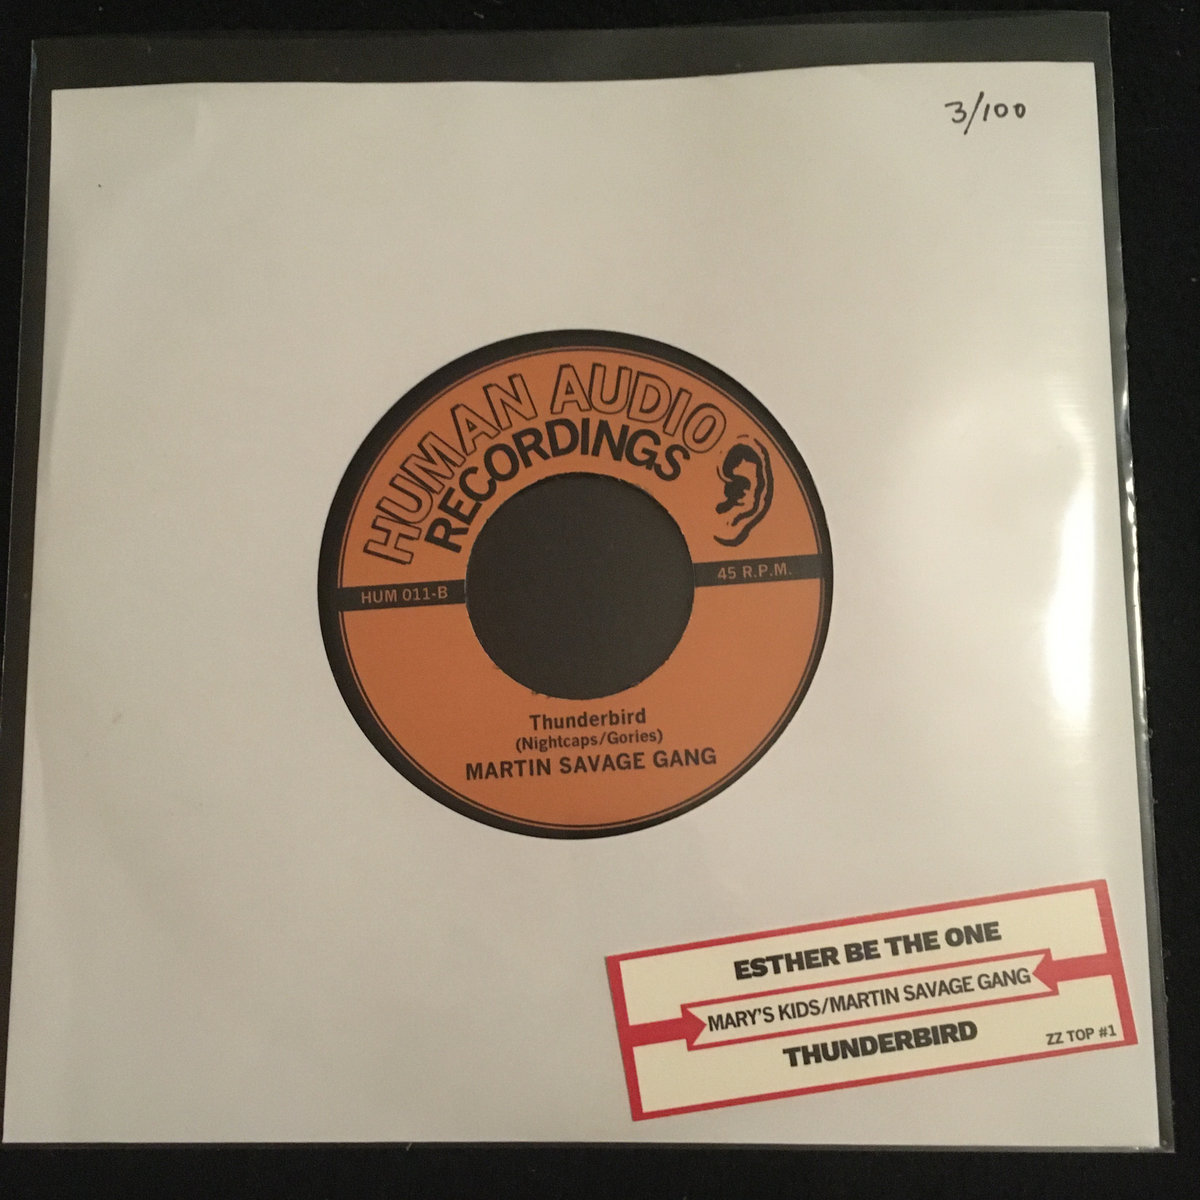 3/100
HUMAN AUDIO
RECORDINGS
HUM 011-B
45 R.P.M.
Thunderbird
(Nightcaps/Gories)
MARTIN SAVAGE GANG
ESTHER BE THE ONE
MARY'S KIDS/MARTIN SAVAGE GANG
THUNDERBIRD
ZZ TOP #1